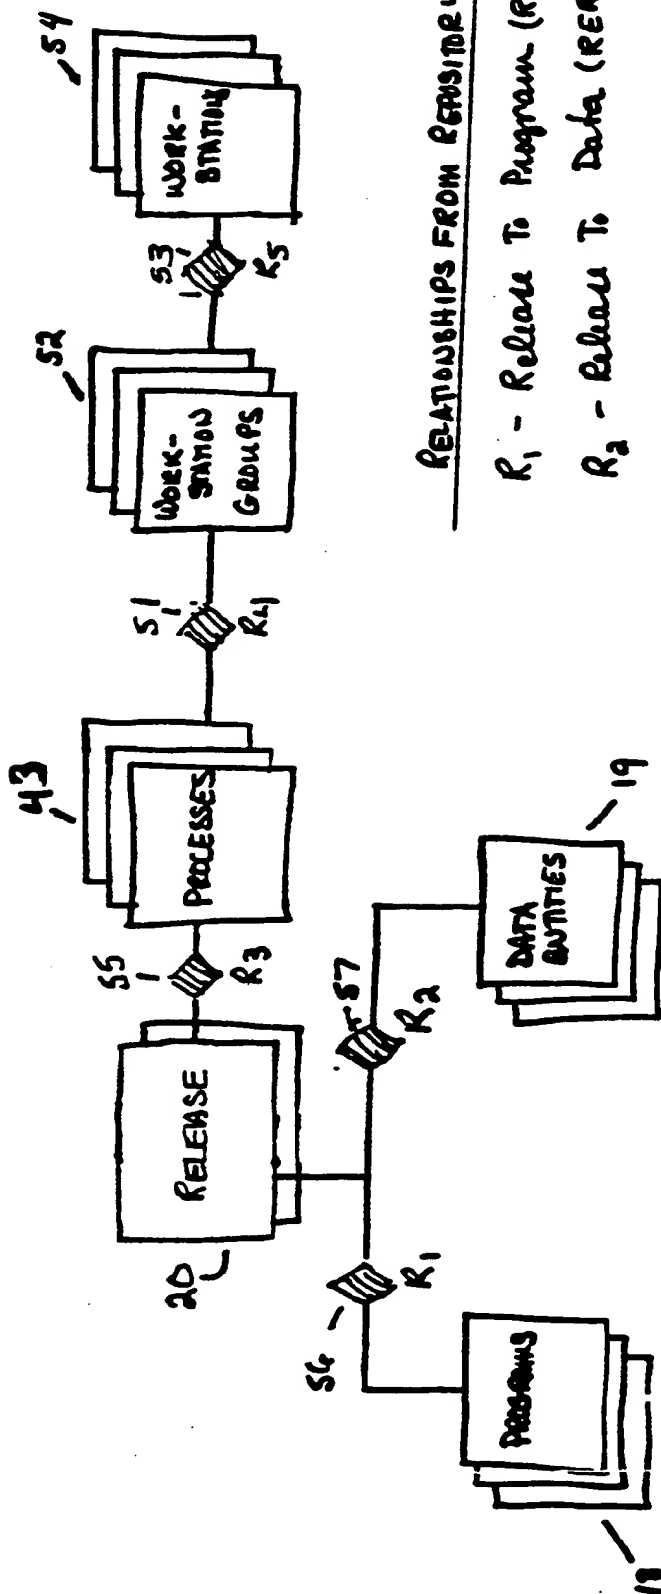 54
WORK-
STATION
53
R5
52
WORK-
STATION
GROUPS
51
R4
43
PROCESSES
55
R3
RELEASE
20
57
R2
DATA
ENTITIES
19
56
R1
PROGRAMS
18
RELATIONSHIPS FROM
R1 - Release To Program
R2 - Release To Data